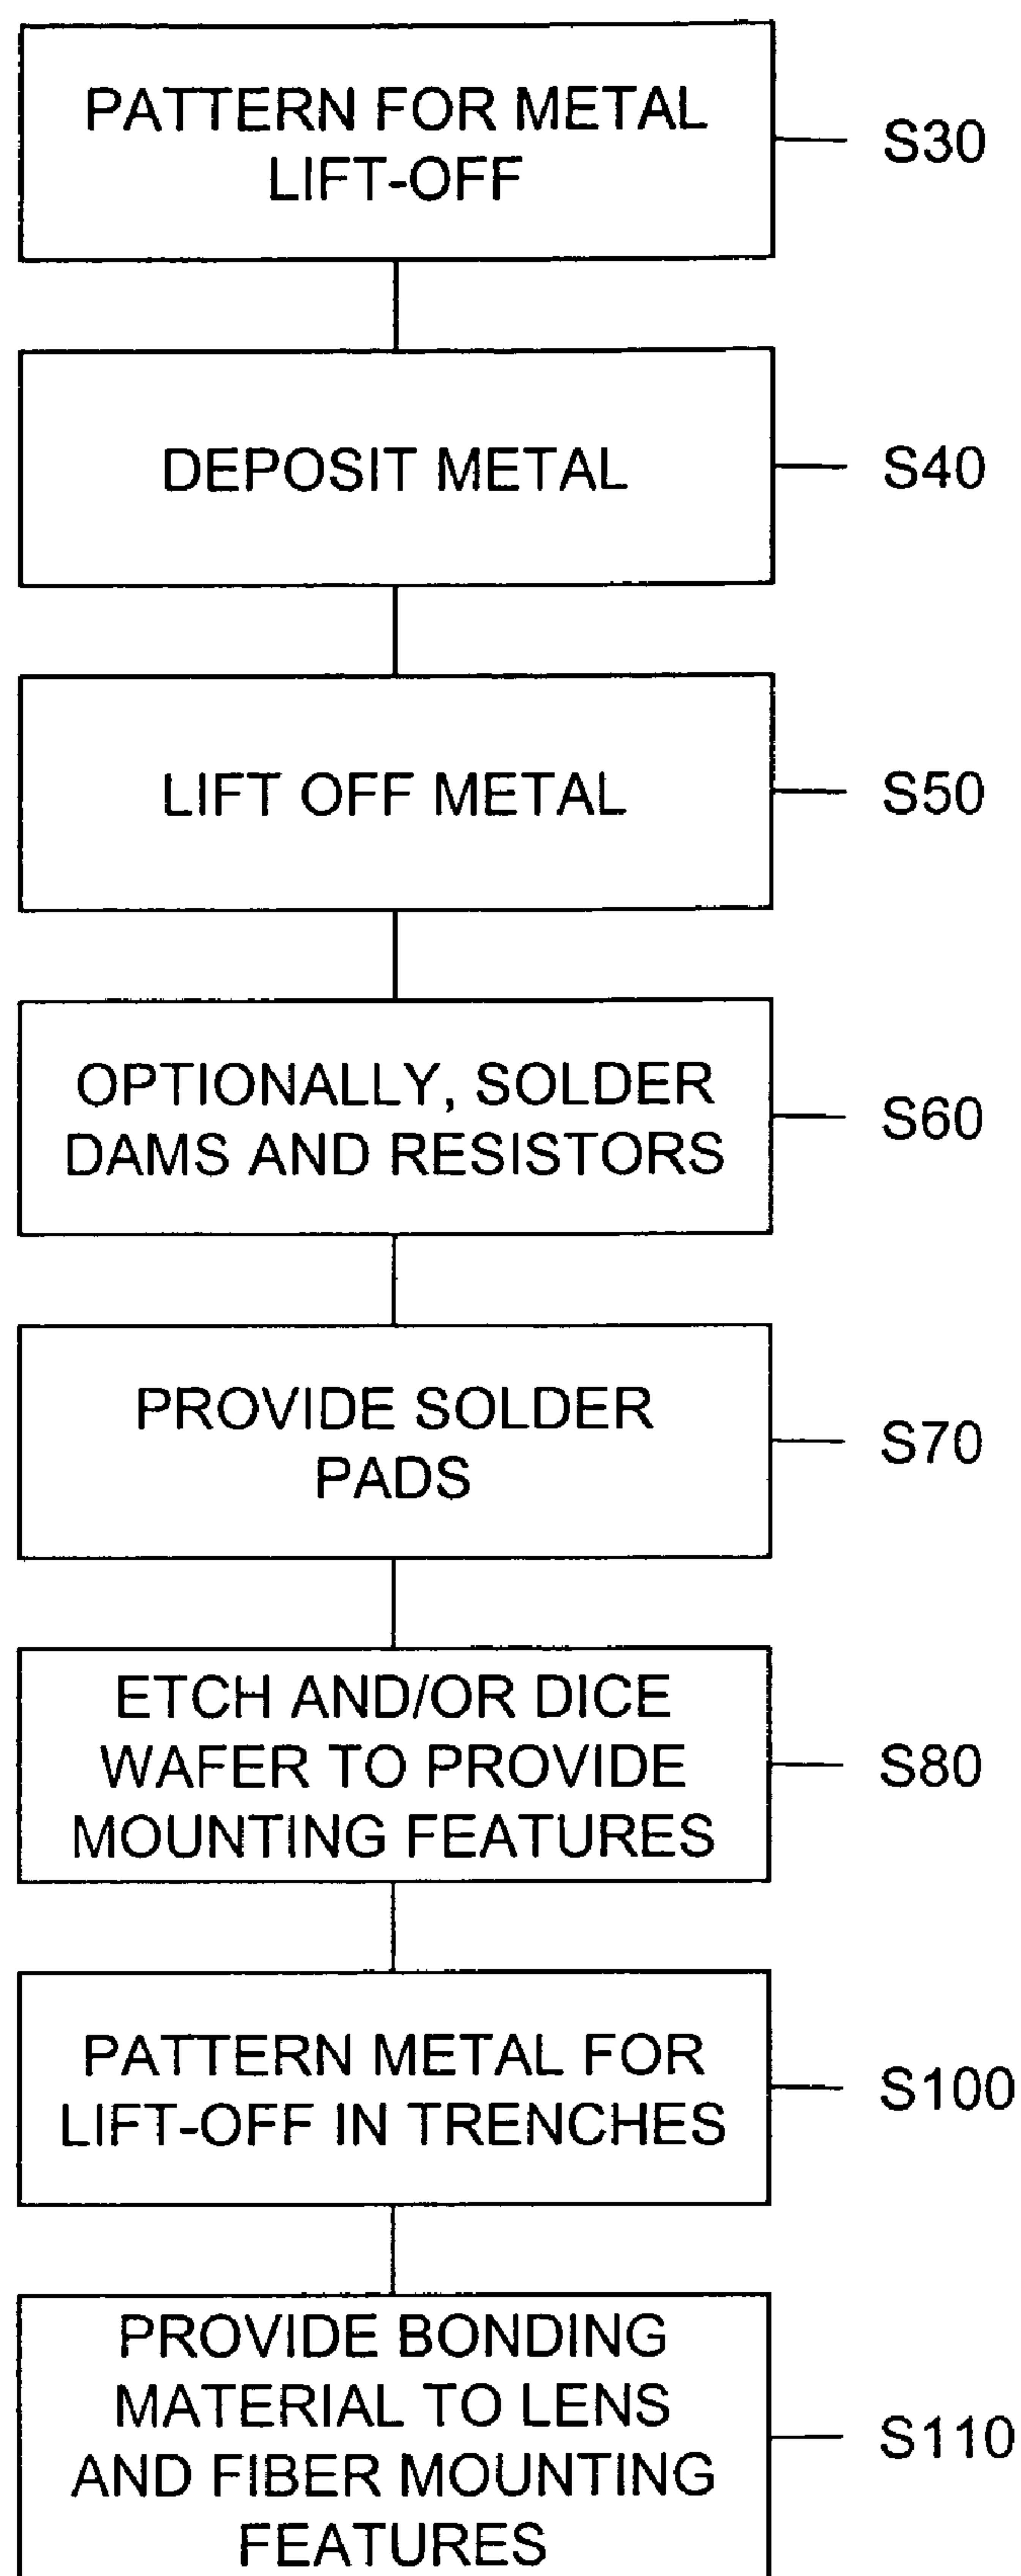 PATTERN FOR METAL
LIFT-OFF
S30
DEPOSIT METAL
S40
LIFT OFF METAL
S50
OPTIONALLY, SOLDER
DAMS AND RESISTORS
S60
PROVIDE SOLDER
PADS
S70
ETCH AND/OR DICE
WAFER TO PROVIDE
MOUNTING FEATURES
S80
PATTERN METAL FOR
LIFT-OFF IN TRENCHES
S100
PROVIDE BONDING
MATERIAL TO LENS
AND FIBER MOUNTING
FEATURES
S110